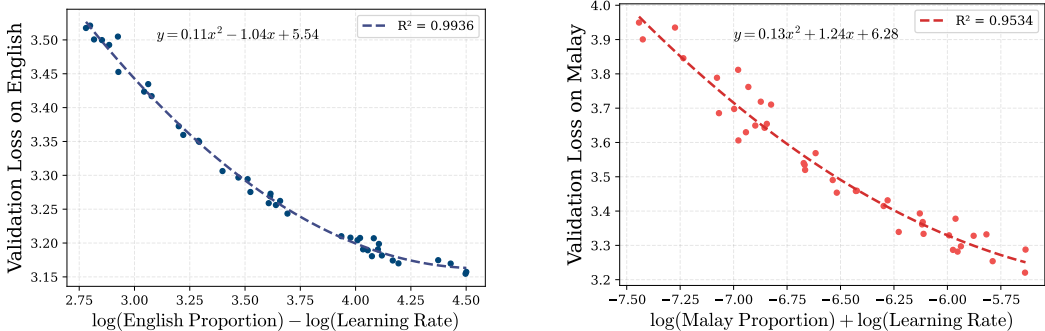 Validation Loss on English
3.50
3.45
3.40
3.35
3.30
3.25
3.20
3.15
y = 0.11x² − 1.04x + 5.54
R² = 0.9936
2.75 3.00 3.25 3.50 3.75 4.00 4.25 4.50
log(English Proportion) − log(Learning Rate)
Validation Loss on Malay
4.0
3.9
3.8
3.7
3.6
3.5
3.4
3.3
3.2
y = 0.13x² + 1.24x + 6.28
R² = 0.9534
−7.50 −7.25 −7.00 −6.75 −6.50 −6.25 −6.00 −5.75
log(Malay Proportion) + log(Learning Rate)